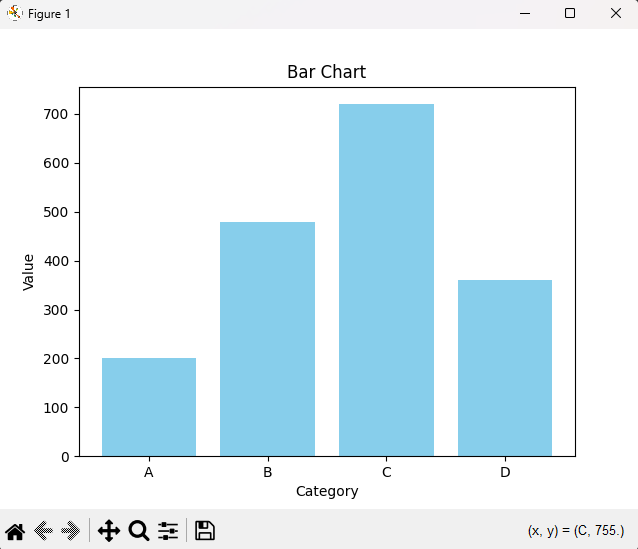 Figure 1
Bar Chart
700
600
500
400
300
200
100
0
Value
A B C D
Category
(x, y) = (C, 755.)